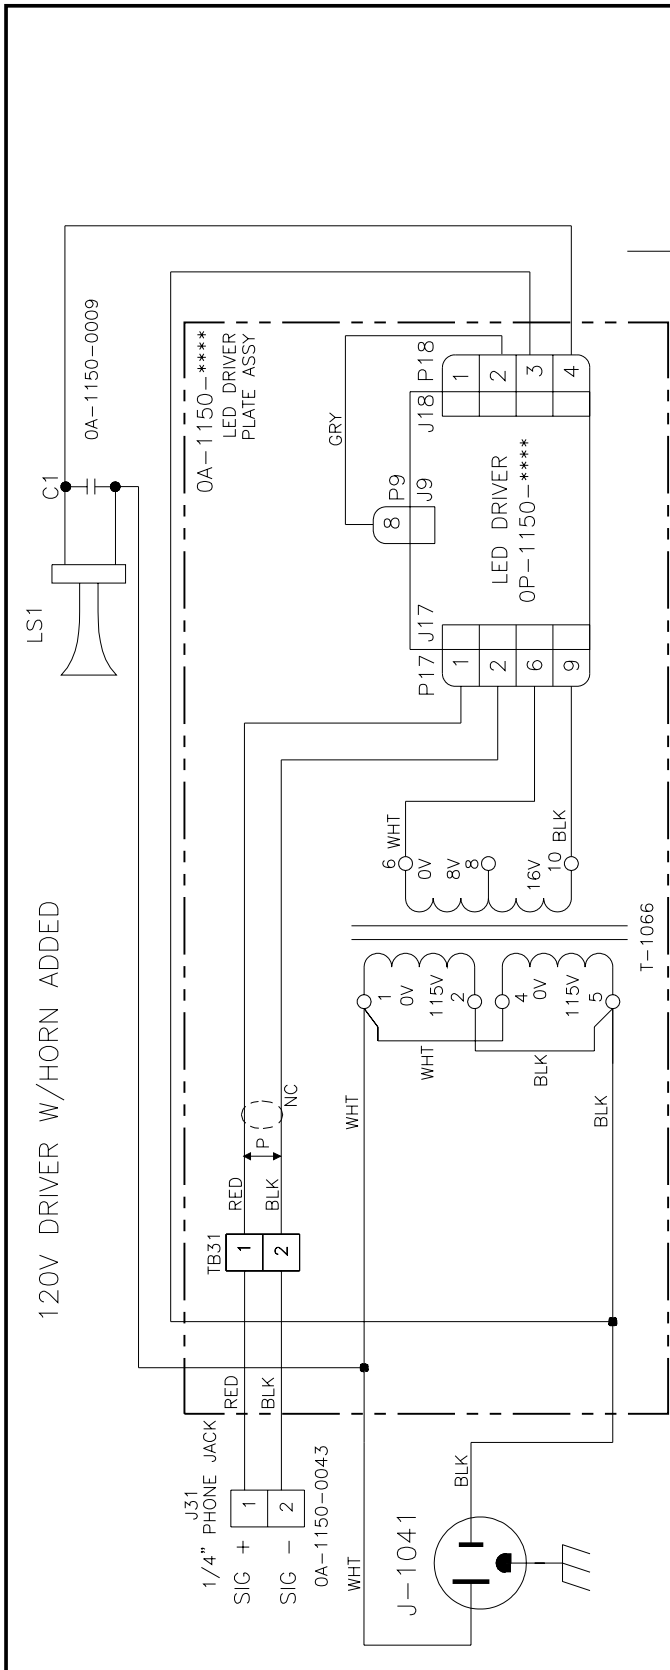 120V DRIVER W/HORN ADDED
LS1
C1
0A-1150-0009
0A-1150-****
LED DRIVER
PLATE ASSY
GRY
8
P9
J9
J18
P18
1
2
3
4
LED DRIVER
0P-1150-****
P17
J17
1
2
6
9
6
WHT
0V
8V
8
16V
10
BLK
T-1066
1
0V
115V
2
4
0V
115V
5
WHT
BLK
WHT
BLK
NC
P
RED
BLK
TB31
1
2
RED
BLK
J31
1/4" PHONE JACK
SIG +
1
SIG -
2
0A-1150-0043
WHT
BLK
J-1041